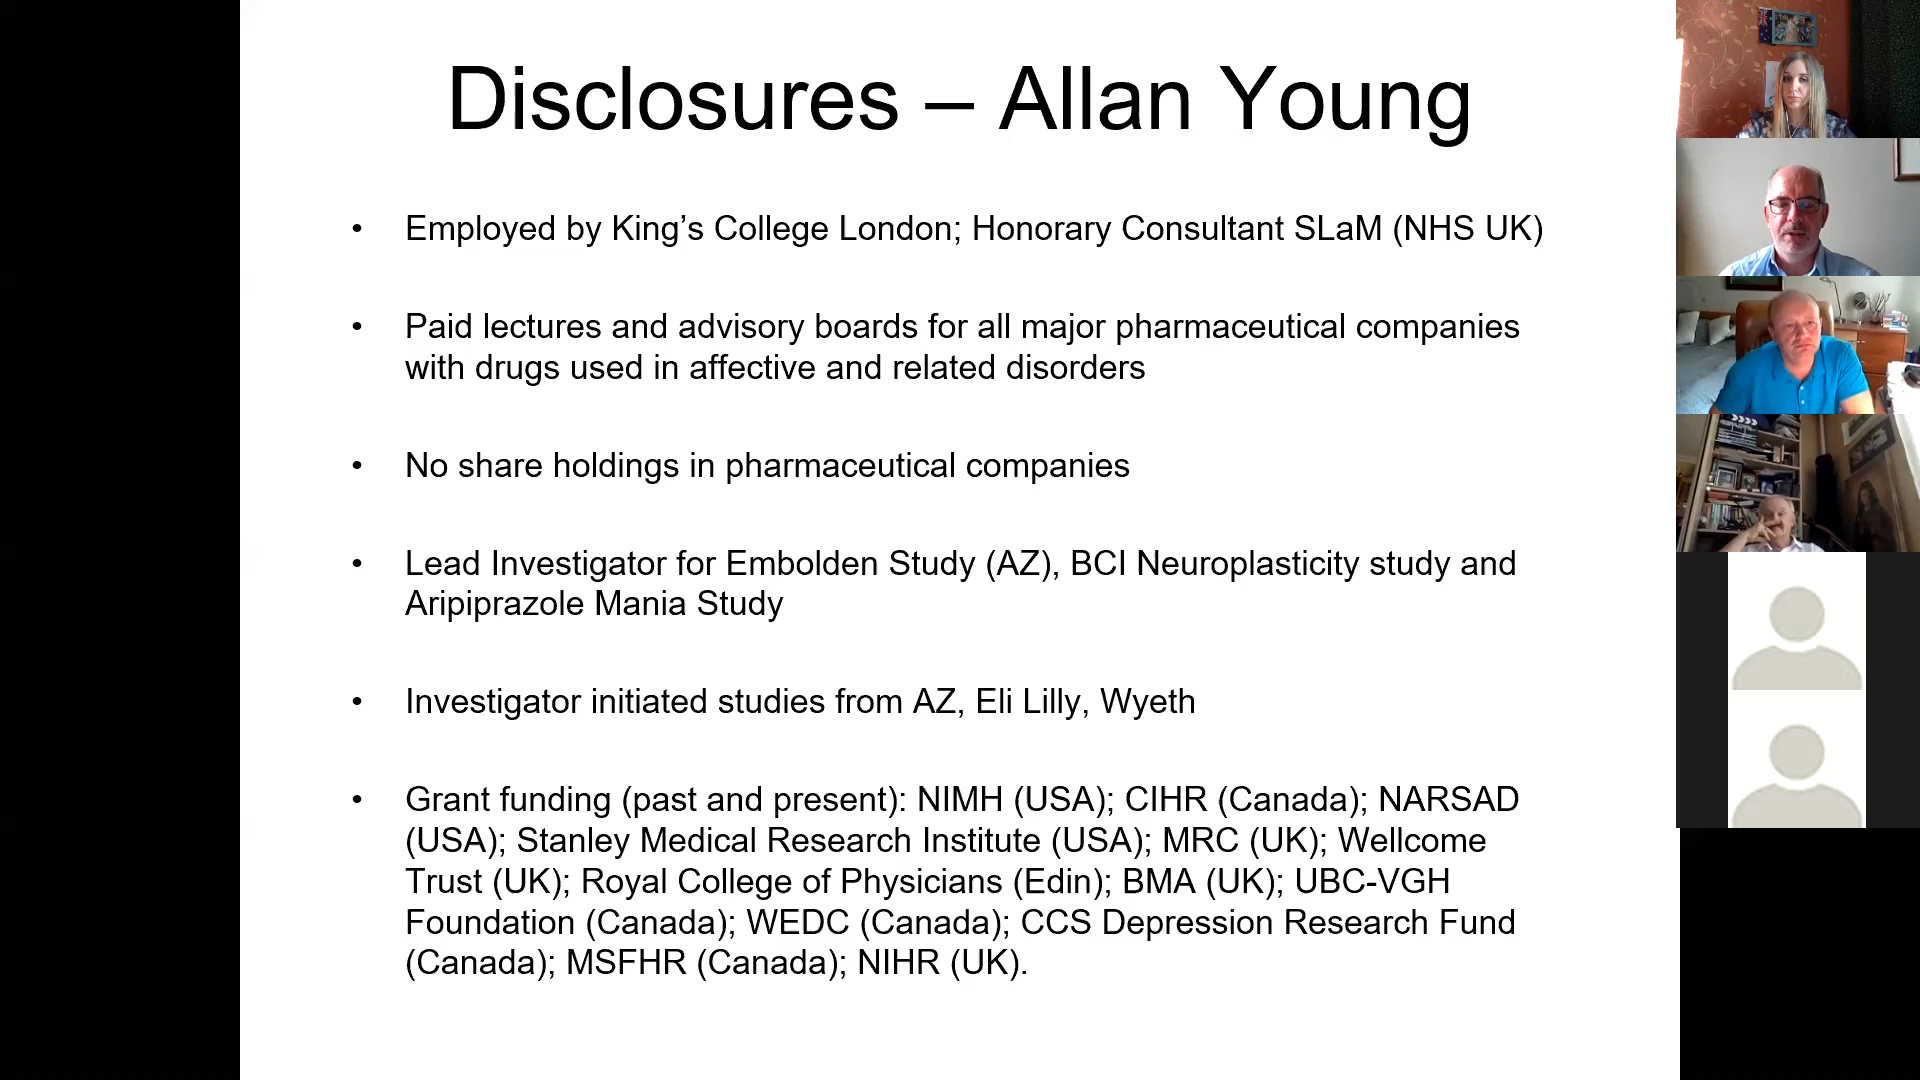 Disclosures – Allan Young
• Employed by King’s College London; Honorary Consultant SLaM (NHS UK)
• Paid lectures and advisory boards for all major pharmaceutical companies
with drugs used in affective and related disorders
• No share holdings in pharmaceutical companies
• Lead Investigator for Embolden Study (AZ), BCI Neuroplasticity study and
Aripiprazole Mania Study
• Investigator initiated studies from AZ, Eli Lilly, Wyeth
• Grant funding (past and present): NIMH (USA); CIHR (Canada); NARSAD
(USA); Stanley Medical Research Institute (USA); MRC (UK); Wellcome
Trust (UK); Royal College of Physicians (Edin); BMA (UK); UBC-VGH
Foundation (Canada); WEDC (Canada); CCS Depression Research Fund
(Canada); MSFHR (Canada); NIHR (UK).